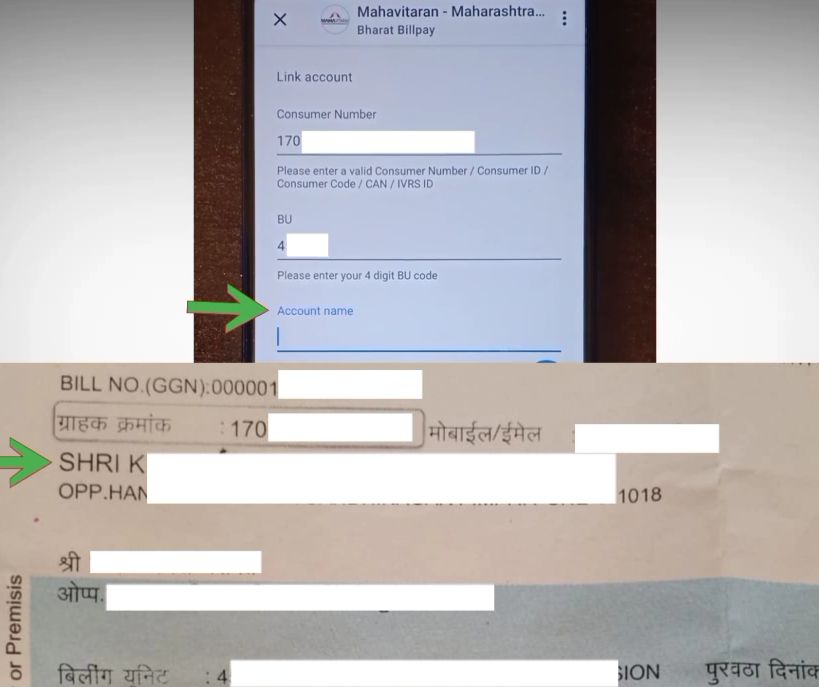 Mahavitaran - Maharashtra...
Bharat Billpay
Link account
Consumer Number
170
Please enter a valid Consumer Number / Consumer ID /
Consumer Code / CAN / IVRS ID
BU
4
Please enter your 4 digit BU code
Account name
BILL NO.(GGN):000001
ग्राहक क्रमांक :170 मोबाईल/ईमेल :
SHRI K
OPP.HAN 1018
श्री
ओप्प.
or Premisis
बिलींग युनिट : 4 SION पुरवठा दिनांक